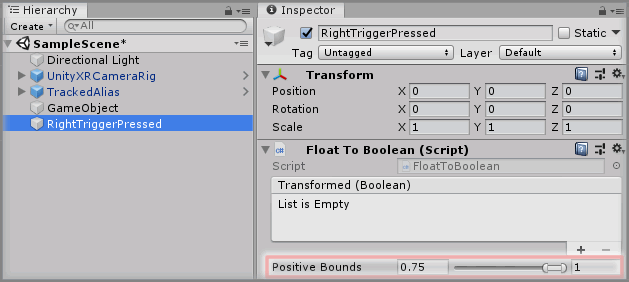 Hierarchy
Create All
SampleScene*
Directional Light
UnityXRCameraRig
TrackedAlias
GameObject
RightTriggerPressed
Inspector
RightTriggerPressed Static
Tag Untagged Layer Default
Transform
Position X 0 Y 0 Z 0
Rotation X 0 Y 0 Z 0
Scale X 1 Y 1 Z 1
Float To Boolean (Script)
Script FloatToBoolean
Transformed (Boolean)
List is Empty
Positive Bounds 0.75 1